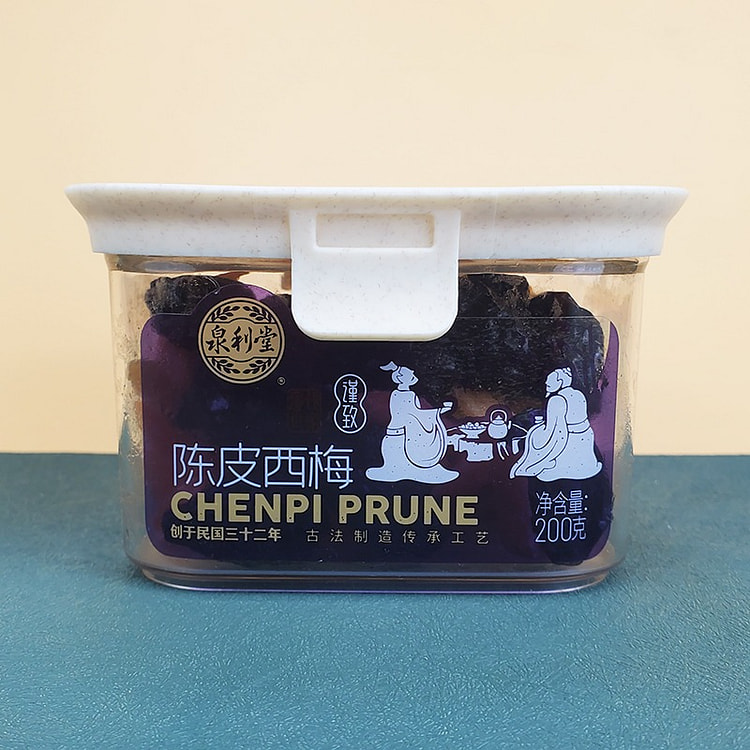 泉利堂
®
谨致
陈皮西梅
CHENPI PRUNE
净含量:
200克
创于民国三十二年 古法制造传承工艺